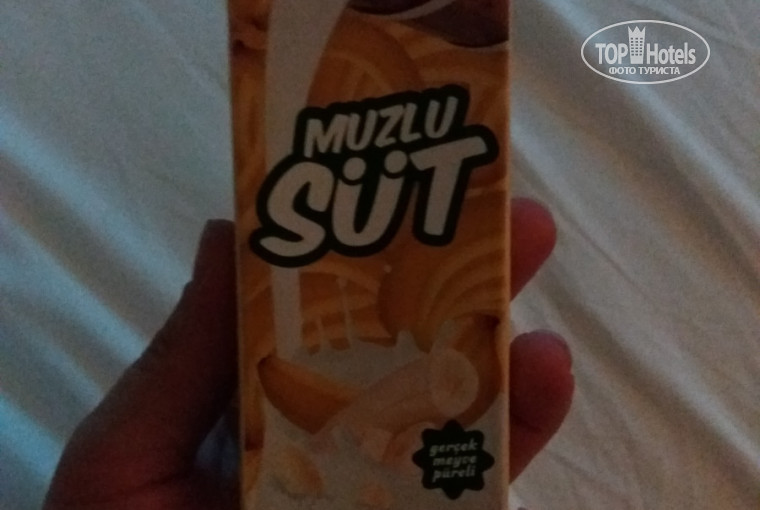 TOP Hotels
ФОТО ТУРИСТА
MUZLU
SÜT
gerçek
meyve
püreli